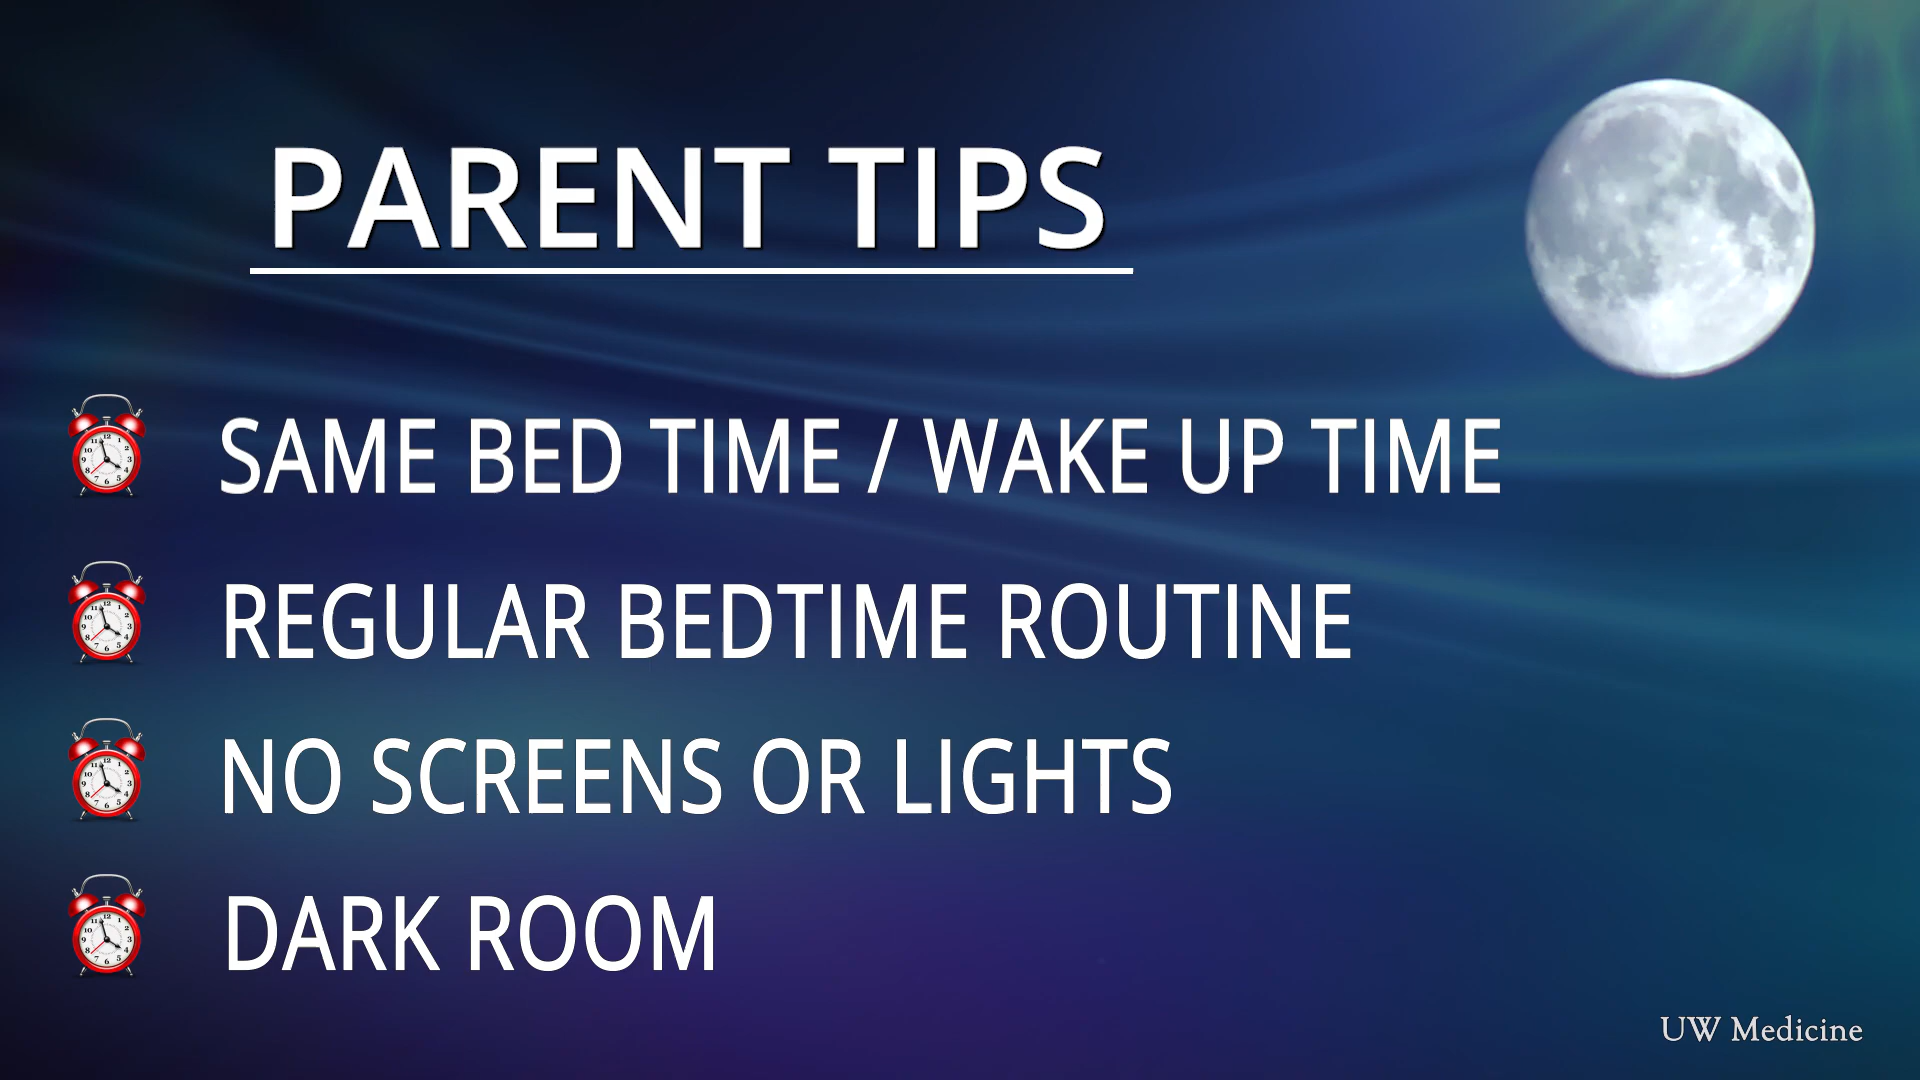 PARENT TIPS
SAME BED TIME / WAKE UP TIME
REGULAR BEDTIME ROUTINE
NO SCREENS OR LIGHTS
DARK ROOM
UW Medicine